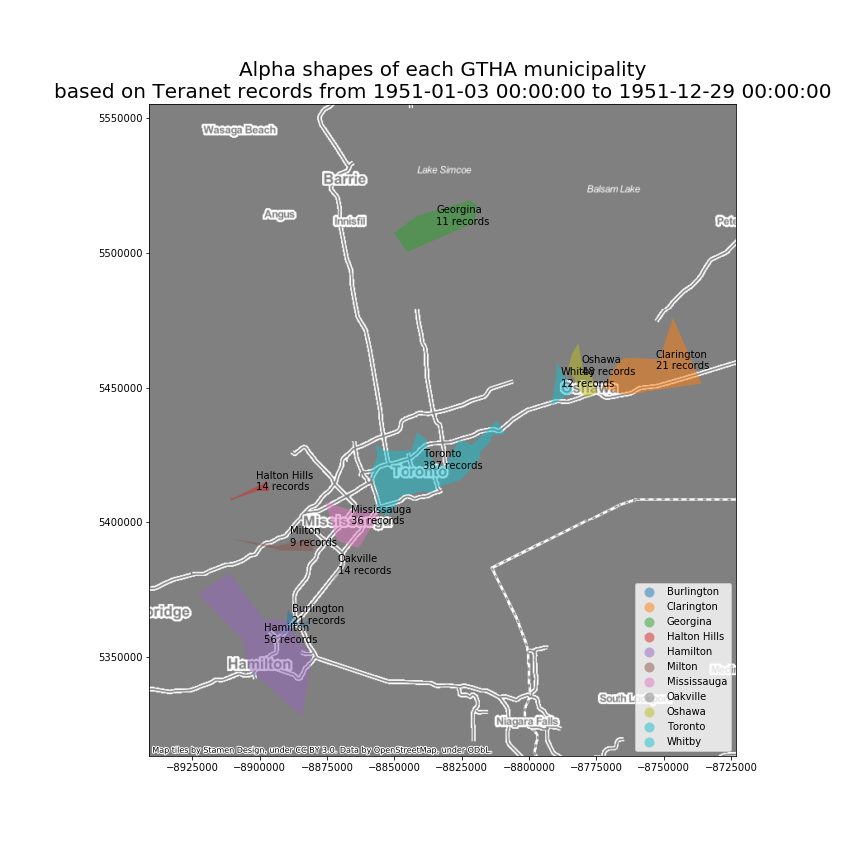 Alpha shapes of each GTHA municipality
based on Teranet records from 1951-01-03 00:00:00 to 1951-12-29 00:00:00
5550000
5500000
5450000
5400000
5350000
Wasaga Beach
Barrie
Lake Simcoe
Balsam Lake
Angus
Innisfil
Georgina
11 records
Clarington
21 records
Oshawa
records
Whitby
12 records
Oshawa
Toronto
387 records
Toronto
Halton Hills
14 records
Mississauga
36 records
Milton
9 records
Oakville
14 records
Burlington
21 records
Hamilton
56 records
Hamilton
Niagara Falls
Burlington
Clarington
Georgina
Halton Hills
Hamilton
Milton
Mississauga
Oakville
Oshawa
Toronto
Whitby
Map tiles by Stamen Design, under CC BY 3.0. Data by OpenStreetMap, under ODbL.
−8925000 −8900000 −8875000 −8850000 −8825000 −8800000 −8775000 −8750000 −8725000